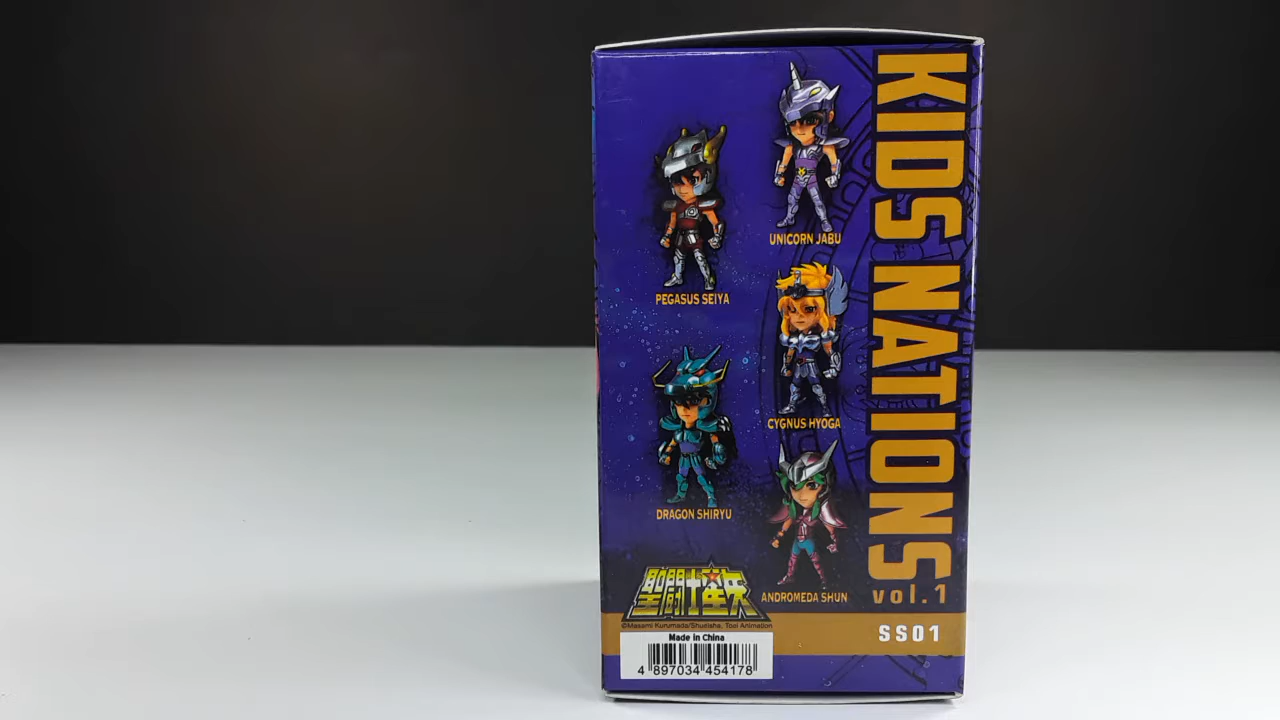 KIDS NATIONS
vol.1
SS01
UNICORN JABU
PEGASUS SEIYA
CYGNUS HYOGA
DRAGON SHIRYU
ANDROMEDA SHUN
聖闘士星矢
©Masami Kurumada/Shueisha, Toei Animation
Made in China
4 897034 454178